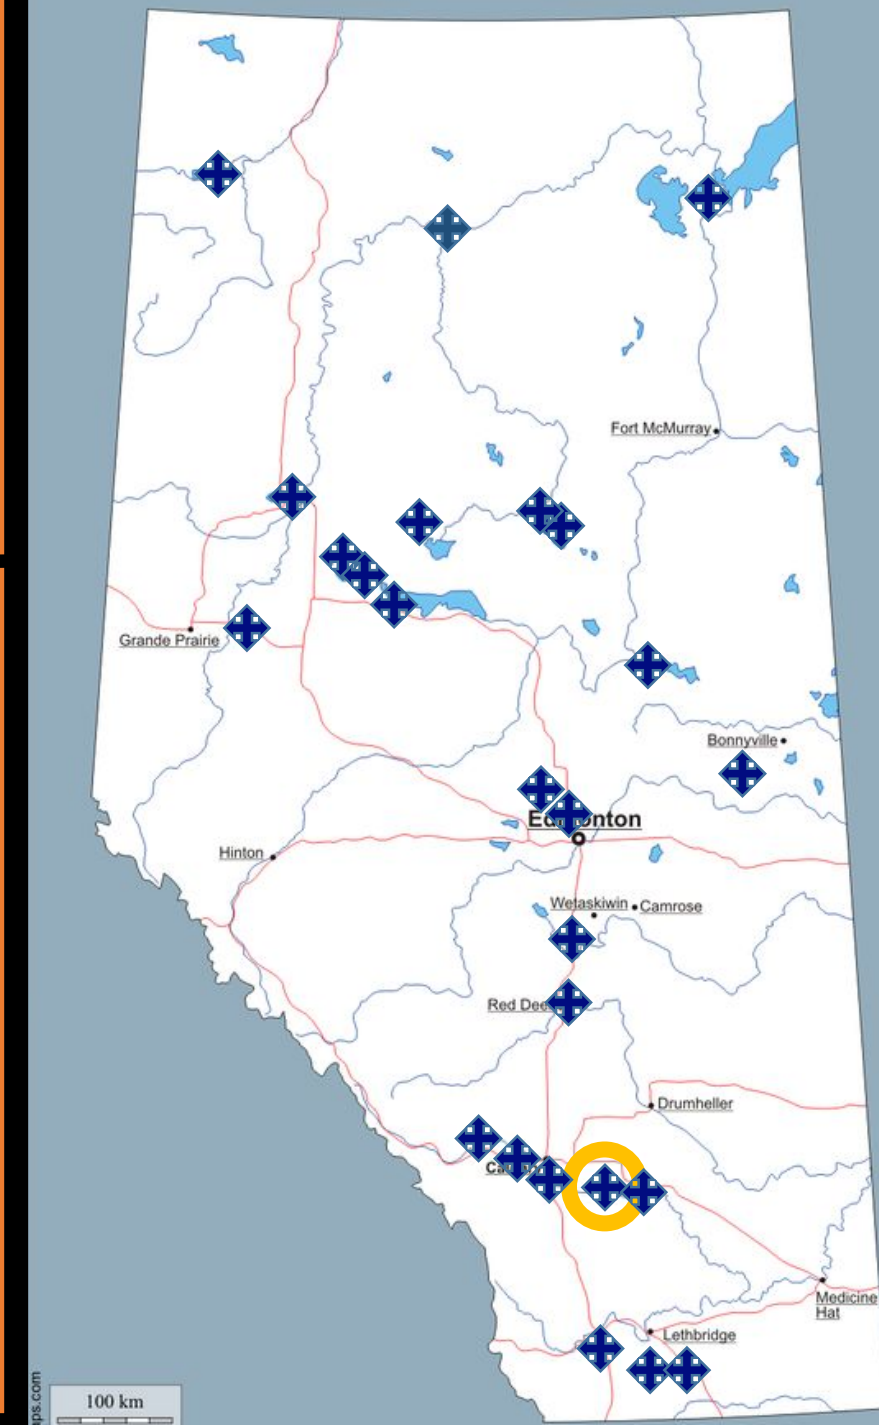 Fort McMurray
Grande Prairie
Bonnyville
Hinton
Wetaskiwin
Camrose
Drumheller
Medicine
Hat
Lethbridge
100 km